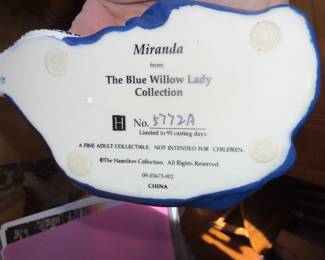 Miranda
from
The Blue Willow Lady
Collection
H No. 5772A
Limited to 95 casting days
A FINE ADULT COLLECTIBLE. NOT INTENDED FOR CHILDREN.
©The Hamilton Collection. All Rights Reserved.
09-03673-002
CHINA